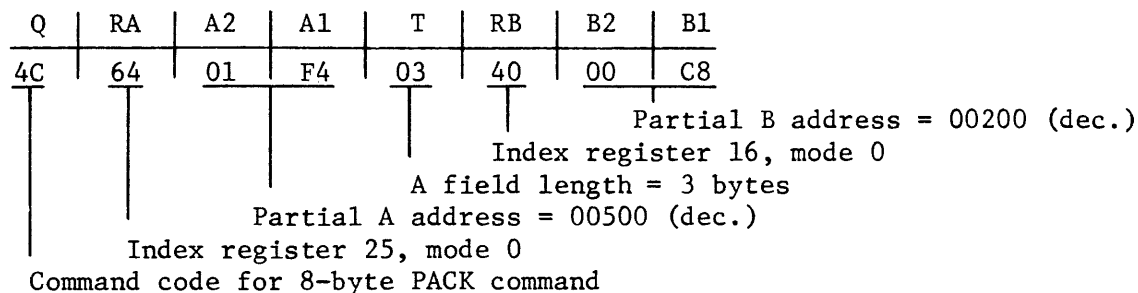 Q RA A2 A1 T RB B2 B1
4C 64 01 F4 03 40 00 C8
Partial B address = 00200 (dec.)
Index register 16, mode 0
A field length = 3 bytes
Partial A address = 00500 (dec.)
Index register 25, mode 0
Command code for 8-byte PACK command